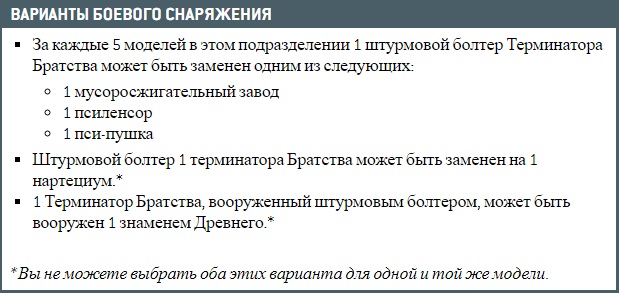 ВАРИАНТЫ БОЕВОГО СНАРЯЖЕНИЯ
▪ За каждые 5 моделей в этом подразделении 1 штурмовой болтер Терминатора
Братства может быть заменен одним из следующих:
◦ 1 мусоросжигательный завод
◦ 1 псиленсор
◦ 1 пси-пушка
▪ Штурмовой болтер 1 терминатора Братства может быть заменен на 1
нартециум.*
▪ 1 Терминатор Братства, вооруженный штурмовым болтером, может быть
вооружен 1 знаменем Древнего.*
*Вы не можете выбрать оба этих варианта для одной и той же модели.